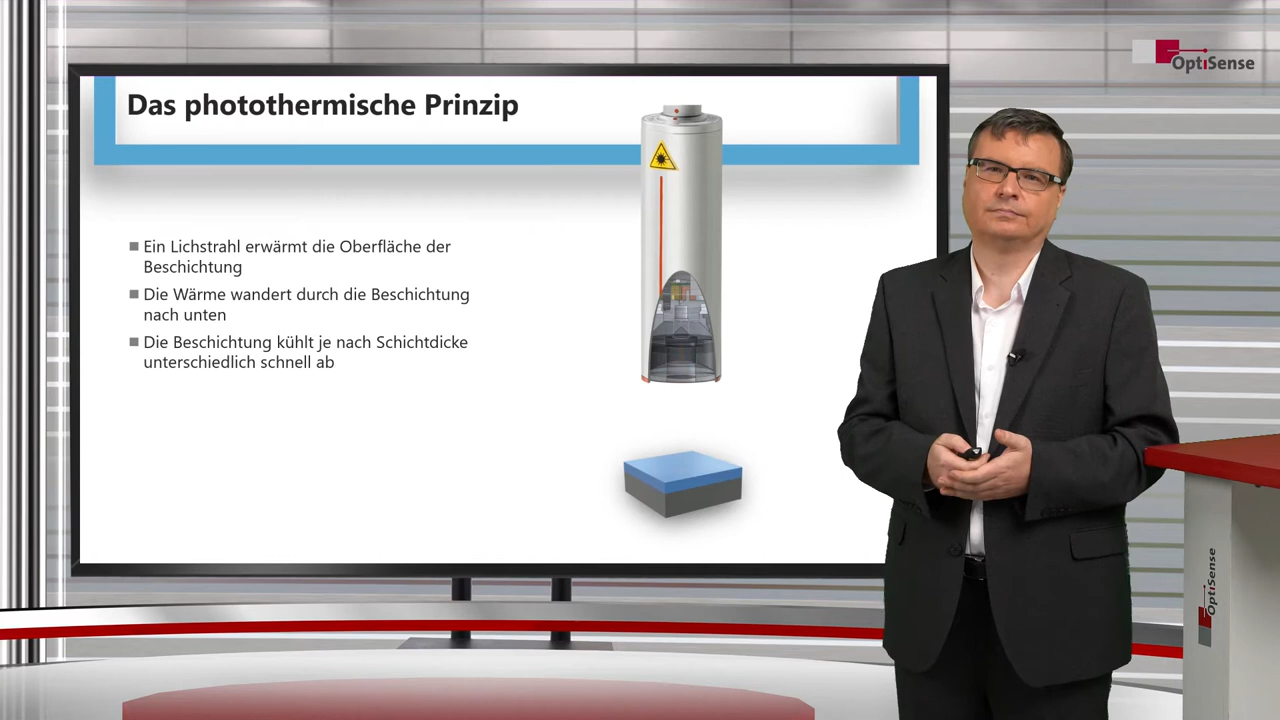 OptiSense
Das photothermische Prinzip
Ein Lichstrahl erwärmt die Oberfläche der
Beschichtung
Die Wärme wandert durch die Beschichtung
nach unten
Die Beschichtung kühlt je nach Schichtdicke
unterschiedlich schnell ab
OptiSense